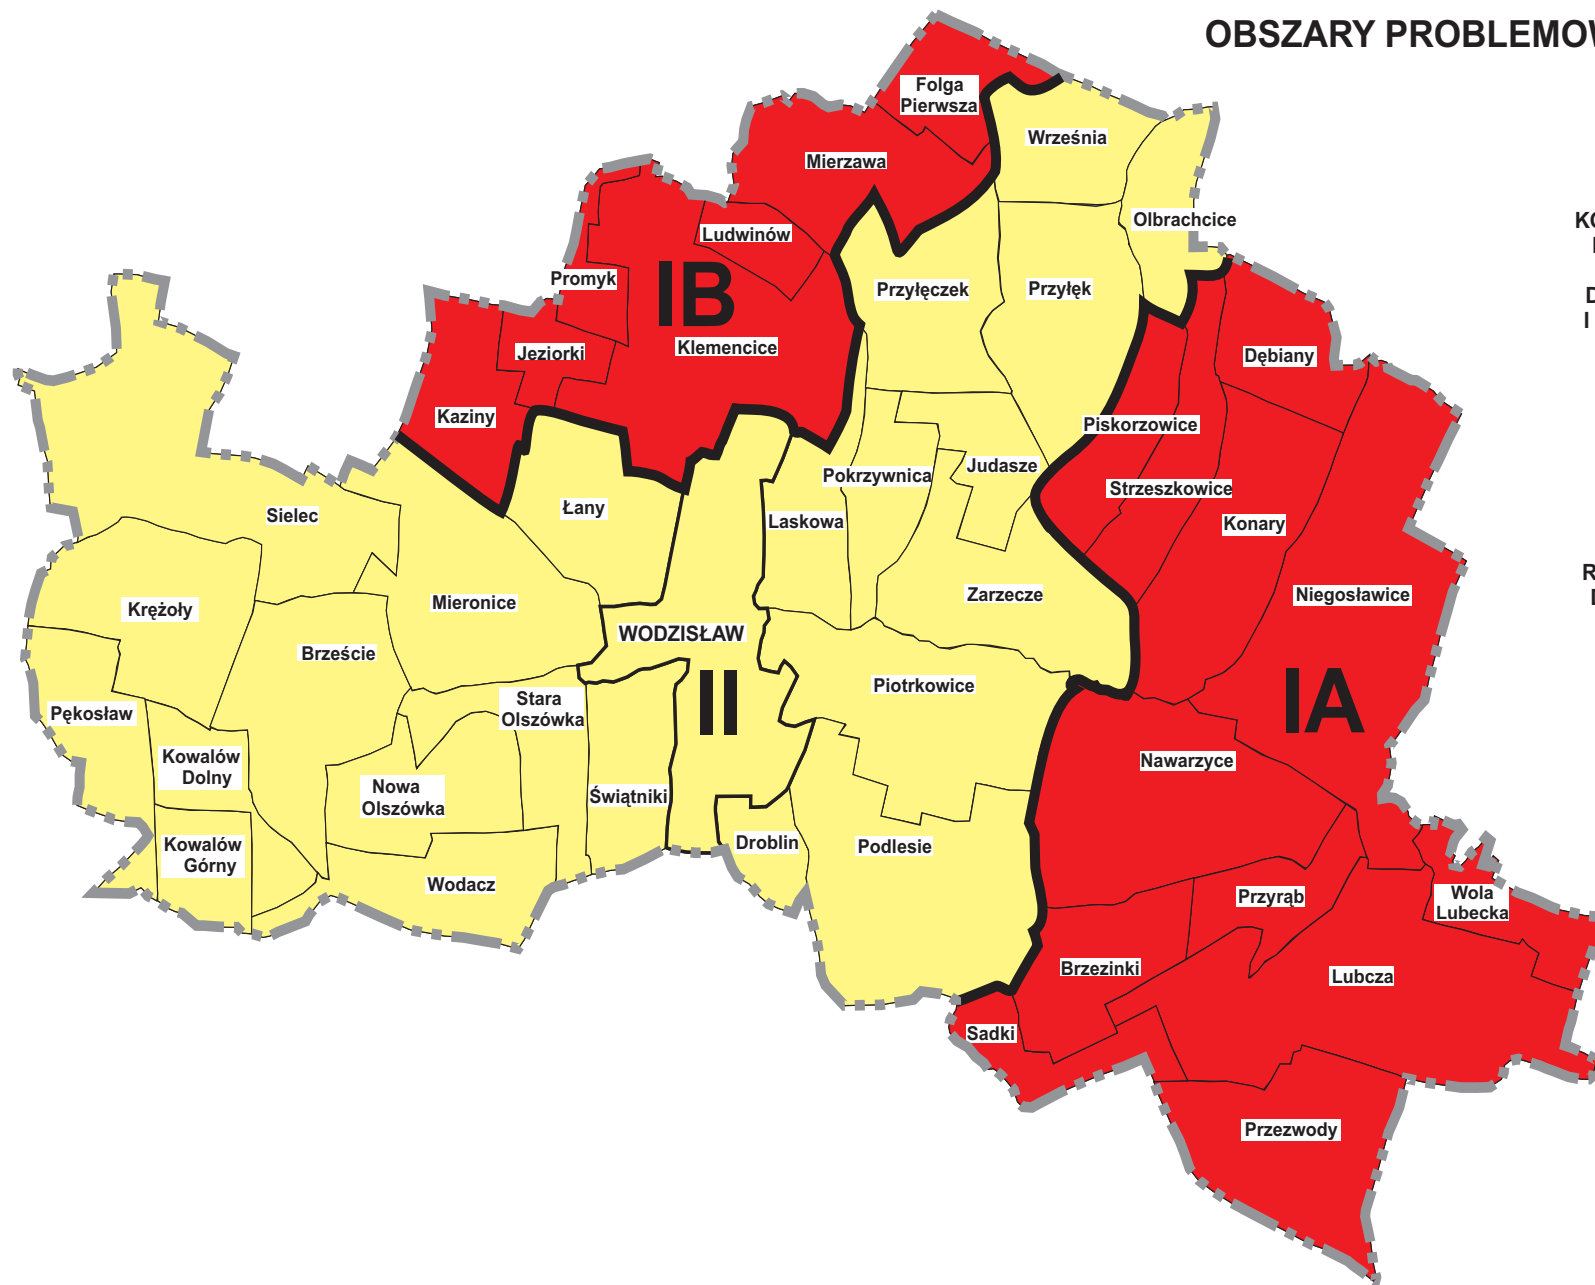 OBSZARY PROBLEMOW
Folga
Pierwsza
Wrześnía
Mierzawa
Olbrachcice
Ludwinów
Promyk
IB
Przyłęczek
Przyłęk
Klemencice
Jeziorki
Dębiany
Kaziny
Piskorzowice
Judasze
Pokrzywnica
Strzeszkowice
Łany
Sielec
Laskowa
Konary
Zarzecze
Niegosławice
Mieronice
Krężoły
WODZISŁAW
Brzeście
Piotrkowice
Stara
Olszówka
II
IA
Pękosław
Kowalów
Dolny
Nawarzyce
Nowa
Olszówka
Świątniki
Droblin
Podlesie
Kowalów
Górny
Wodacz
Przyrąb
Wola
Lubecka
Brzezinki
Lubcza
Sadki
Przezwody
KO
D
I
R